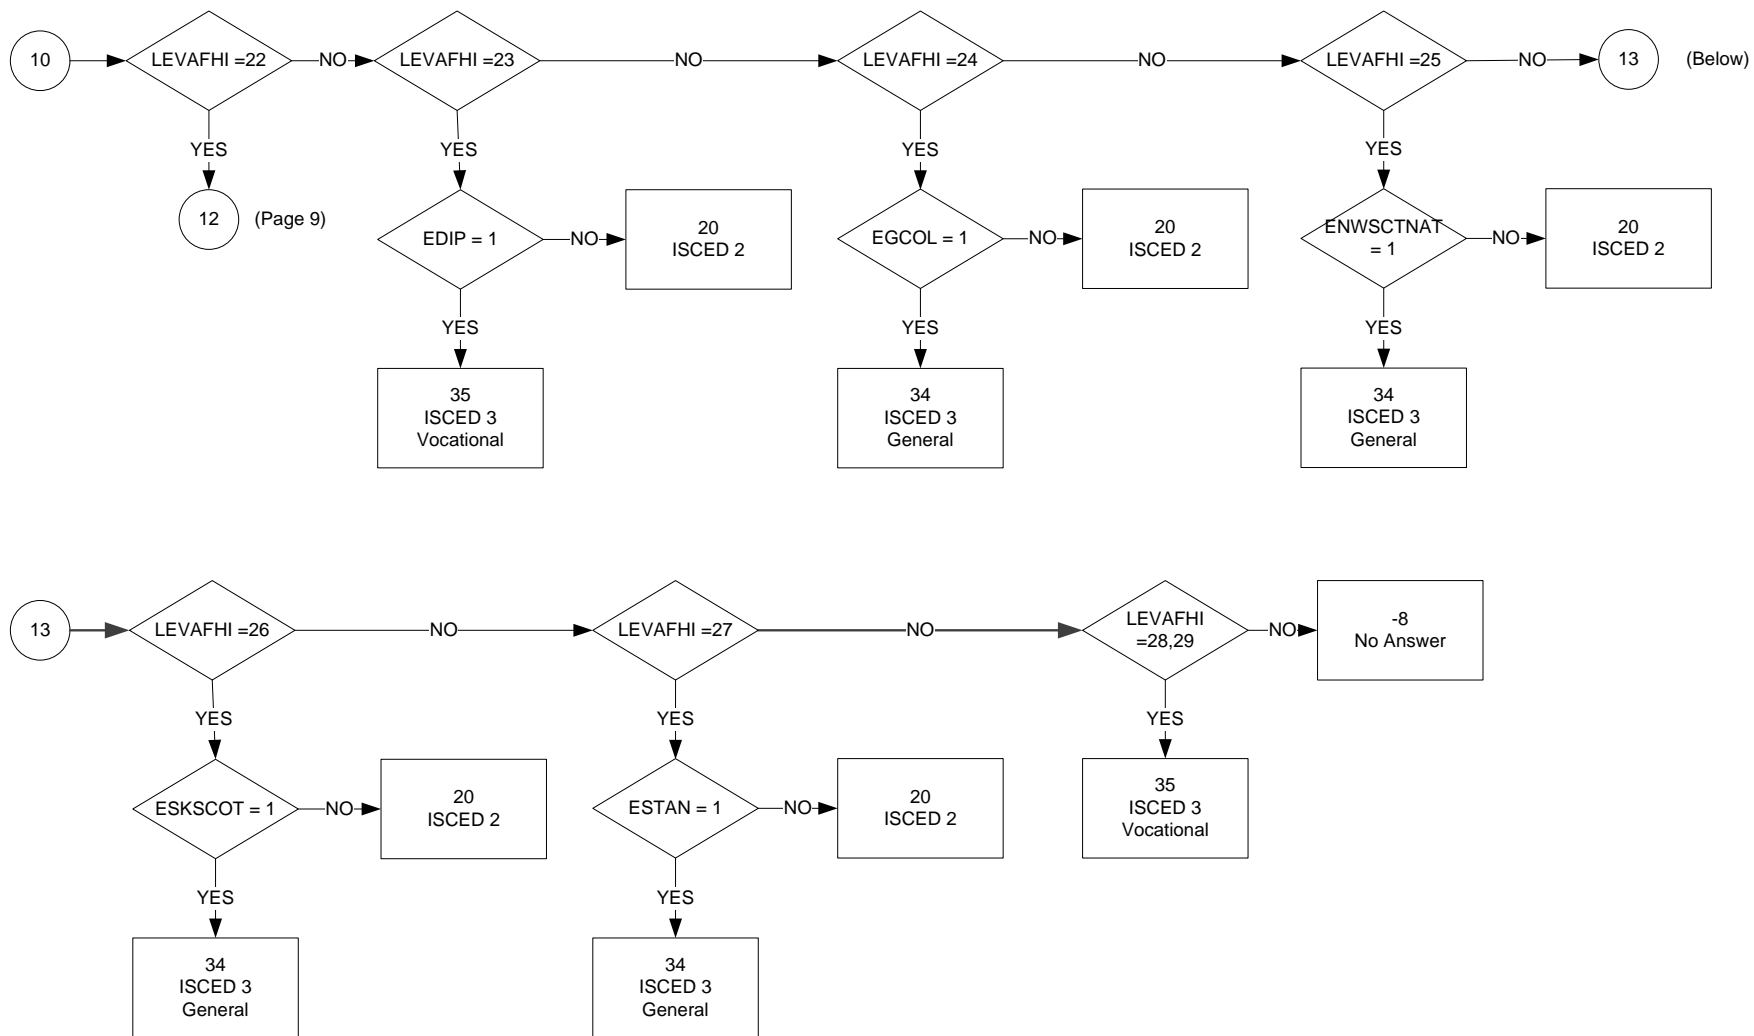 10
LEVAFHI =22
NO
LEVAFHI =23
NO
LEVAFHI =24
NO
LEVAFHI =25
NO
13
(Below)
YES
YES
YES
YES
12
(Page 9)
EDIP = 1
NO
20
ISCED 2
EGCOL = 1
NO
20
ISCED 2
ENWSCTNAT
= 1
NO
20
ISCED 2
YES
YES
YES
35
ISCED 3
Vocational
34
ISCED 3
General
34
ISCED 3
General
13
LEVAFHI =26
NO
LEVAFHI =27
NO
LEVAFHI
=28,29
NO
-8
No Answer
YES
YES
YES
ESKSCOT = 1
NO
20
ISCED 2
ESTAN = 1
NO
20
ISCED 2
35
ISCED 3
Vocational
YES
YES
34
ISCED 3
General
34
ISCED 3
General